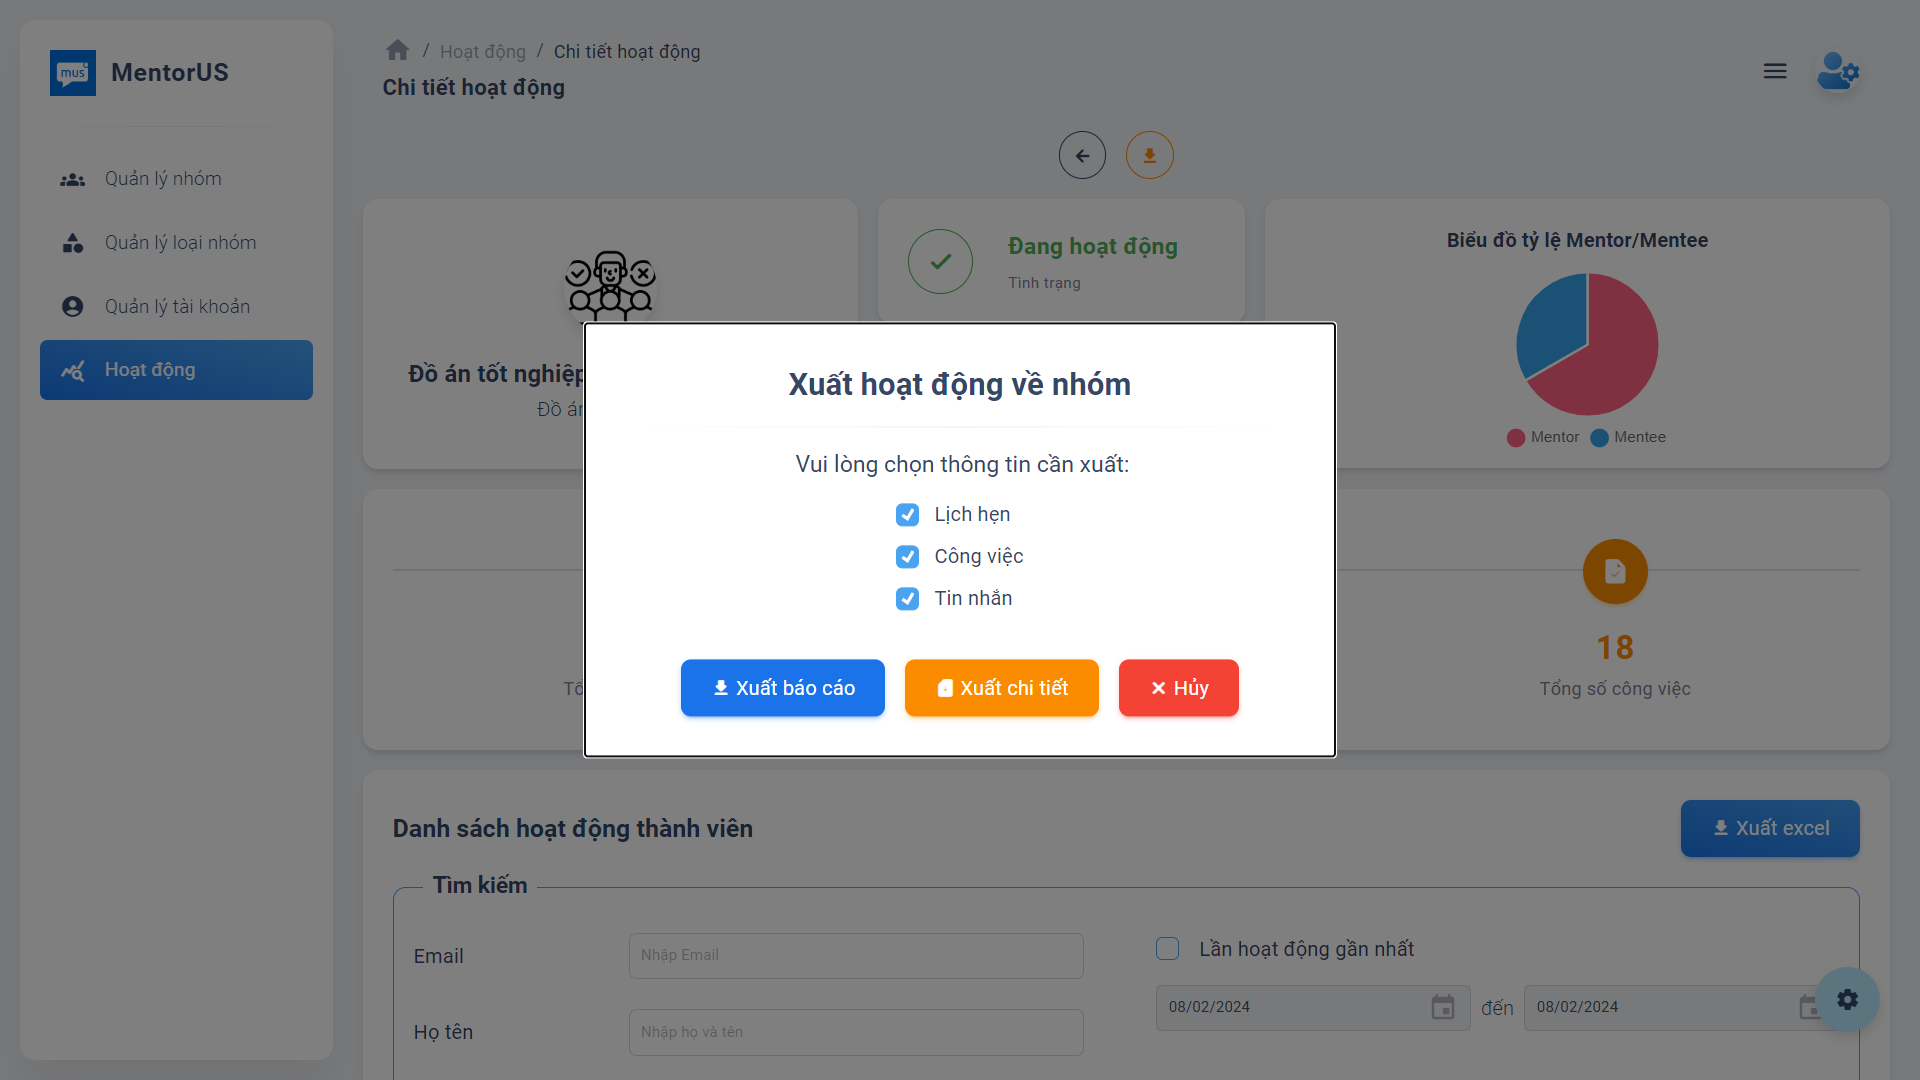 mus
MentorUS
Quản lý nhóm
Quản lý loại nhóm
Quản lý tài khoản
Hoạt động
/ Hoạt động / Chi tiết hoạt động
Chi tiết hoạt động
Đồ án tốt nghiệp
Đồ án
Đang hoạt động
Tình trạng
Biểu đồ tỷ lệ Mentor/Mentee
Mentor Mentee
Xuất hoạt động về nhóm
Vui lòng chọn thông tin cần xuất:
Lịch hẹn
Công việc
Tin nhắn
Xuất báo cáo
Xuất chi tiết
Hủy
18
Tổng số công việc
Danh sách hoạt động thành viên
Xuất excel
Tìm kiếm
Email
Nhập Email
Lần hoạt động gần nhất
08/02/2024 đến 08/02/2024
Họ tên
Nhập họ và tên